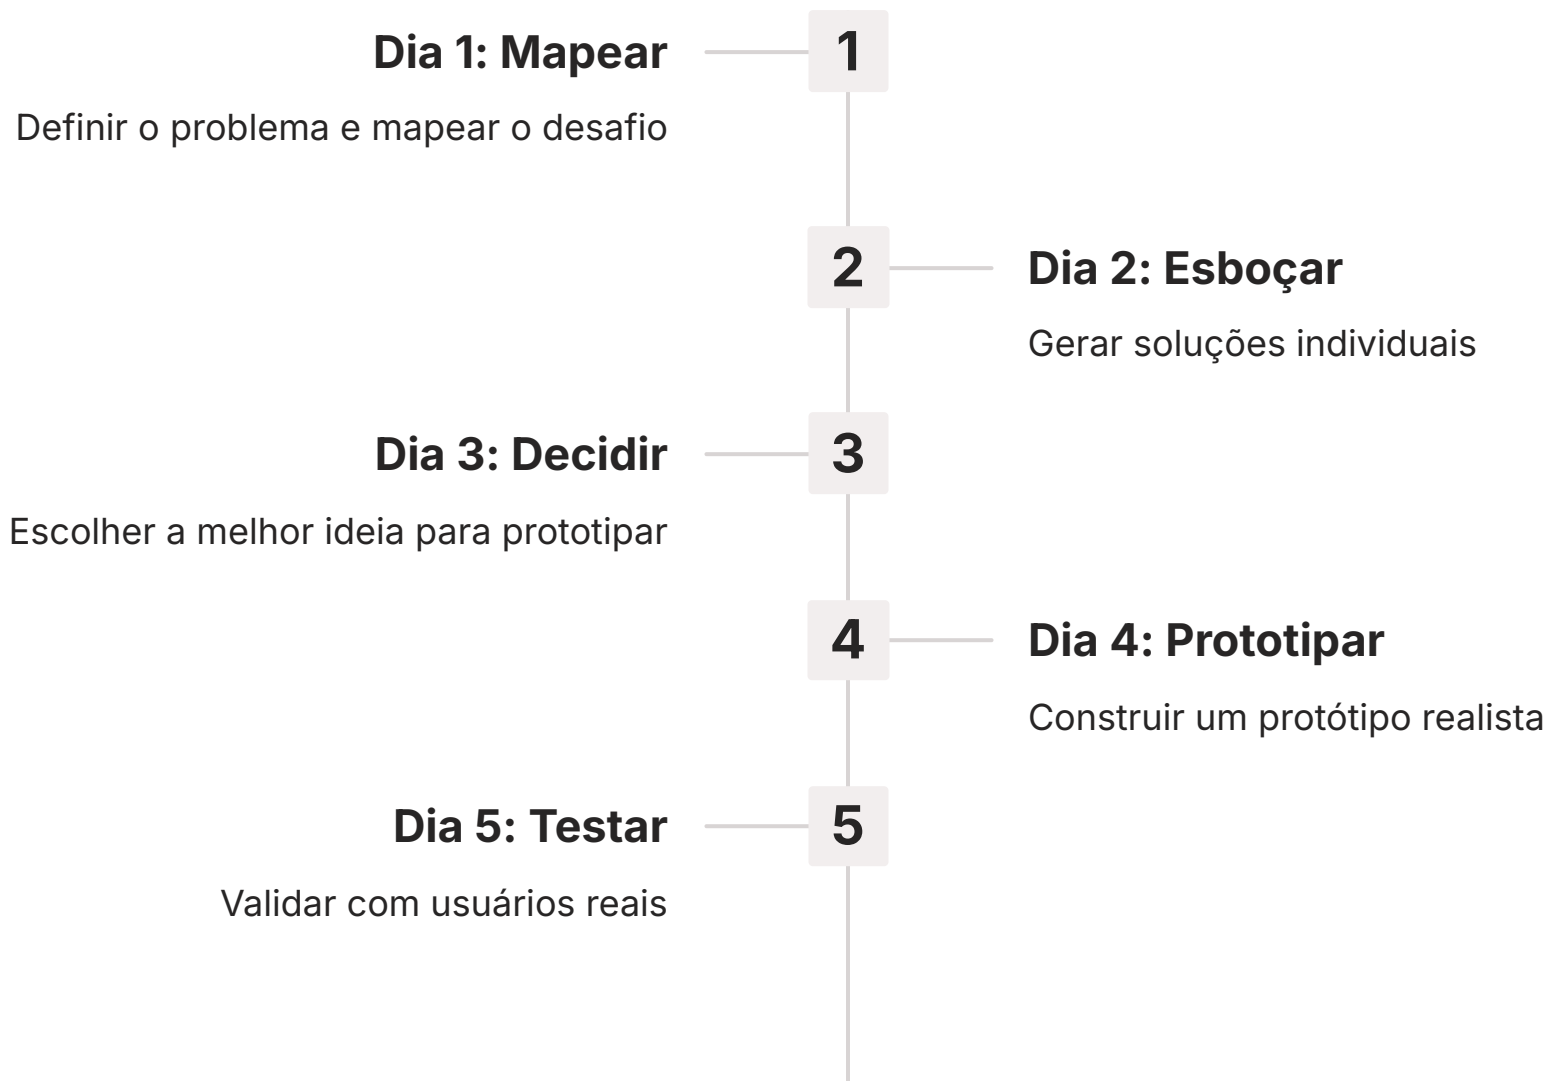 Dia 1: Mapear
1
Definir o problema e mapear o desafio
2
Dia 2: Esboçar
Gerar soluções individuais
Dia 3: Decidir
3
Escolher a melhor ideia para prototipar
4
Dia 4: Prototipar
Construir um protótipo realista
Dia 5: Testar
5
Validar com usuários reais